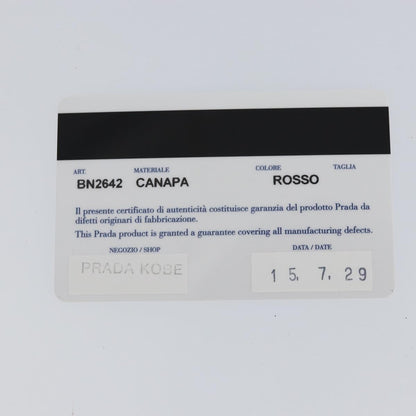 ART. MATERIALE COLORE TAGLIA
BN2642 CANAPA ROSSO
Il presente certificato di autenticità costituisce garanzia del prodotto Prada da
difetti originari di fabbricazione.
This Prada product is granted a guarantee covering all manufacturing defects.
NEGOZIO / SHOP DATA / DATE
PRADA KOBE 15. 7. 29